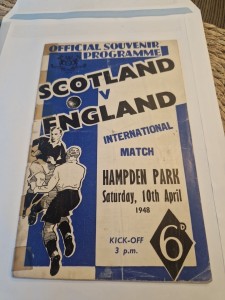 OFFICIAL SOUVENIR
PROGRAMME
SCOTLAND
V
ENGLAND
INTERNATIONAL
MATCH
HAMPDEN PARK
Saturday, 10th April
1948
KICK-OFF
3 p.m.
6D